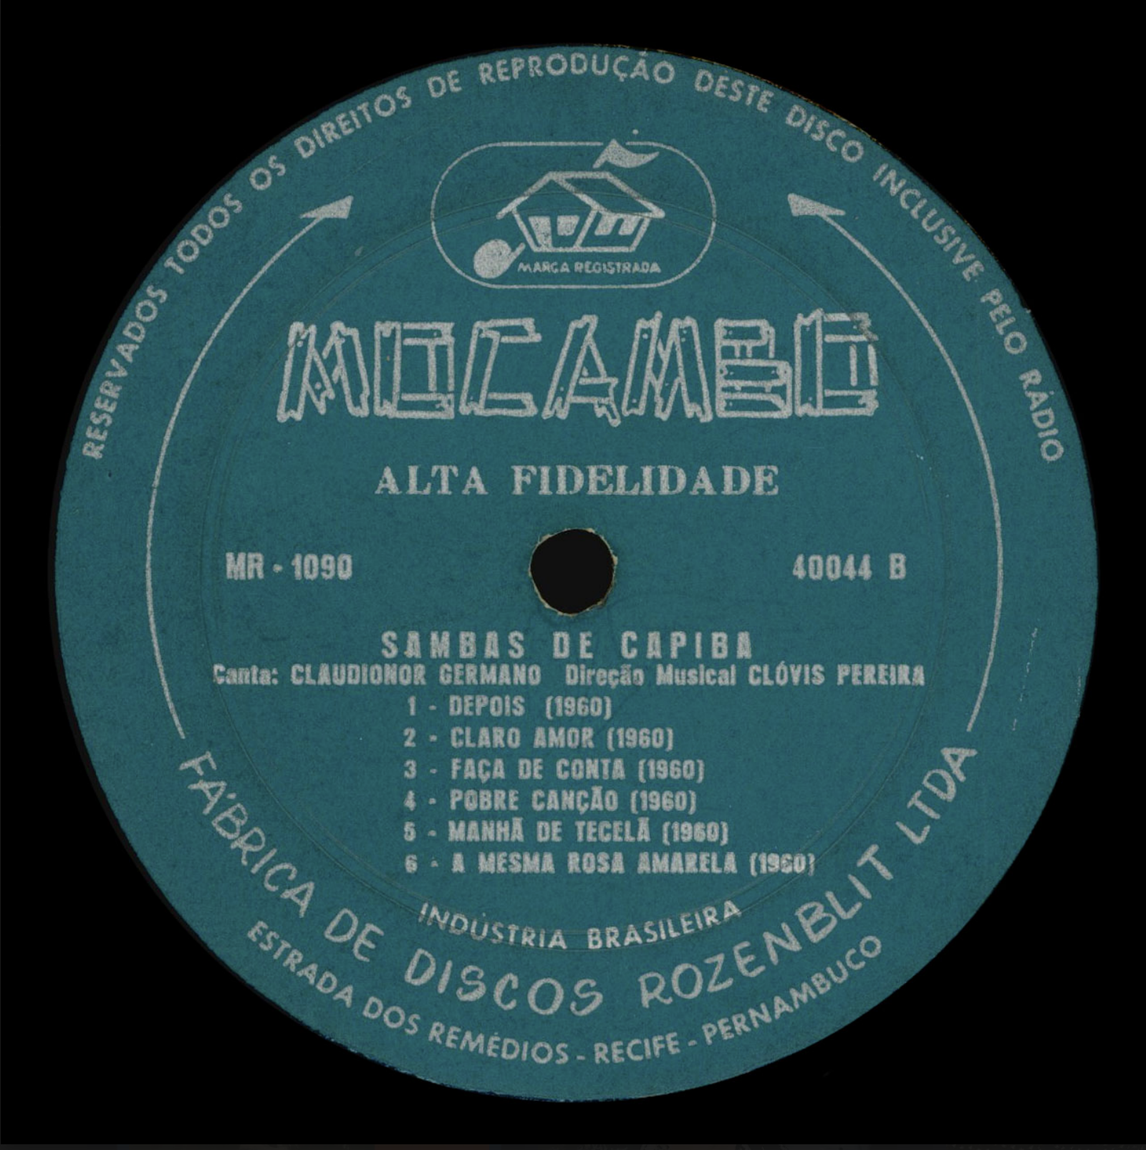 RESERVADOS TODOS OS DIREITOS DE REPRODUÇÃO DESTE DISCO INCLUSIVE PELO RÁDIO
MARCA REGISTRADA
MOCAMBO
ALTA FIDELIDADE
MR - 1090
40044 B
SAMBAS DE CAPIBA
Canta: CLAUDIONOR GERMANO Direção Musical CLÓVIS PEREIRA
1 - DEPOIS (1960)
2 - CLARO AMOR (1960)
3 - FAÇA DE CONTA (1960)
4 - POBRE CANÇÃO (1960)
5 - MANHÃ DE TECELÃ (1960)
6 - A MESMA ROSA AMARELA (1960)
INDÚSTRIA BRASILEIRA
FÁBRICA DE DISCOS ROZENBLIT LTDA
ESTRADA DOS REMÉDIOS - RECIFE - PERNAMBUCO